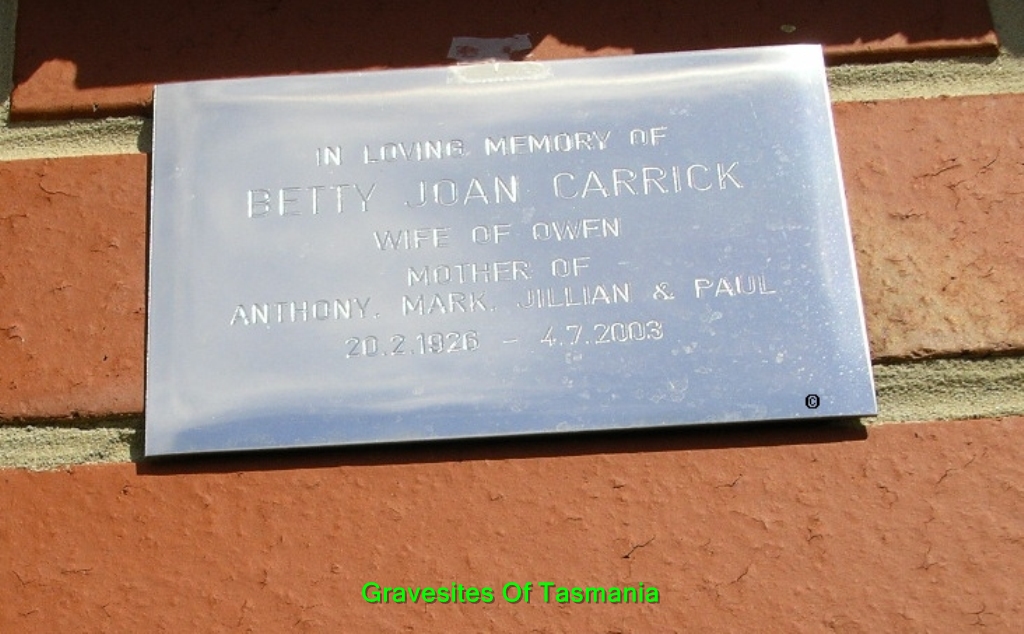 IN LOVING MEMORY OF
BETTY JOAN CARRICK
WIFE OF OWEN
MOTHER OF
ANTHONY, MARK, JILLIAN & PAUL
20.2.1926 - 4.7.2003
©
Gravesites Of Tasmania